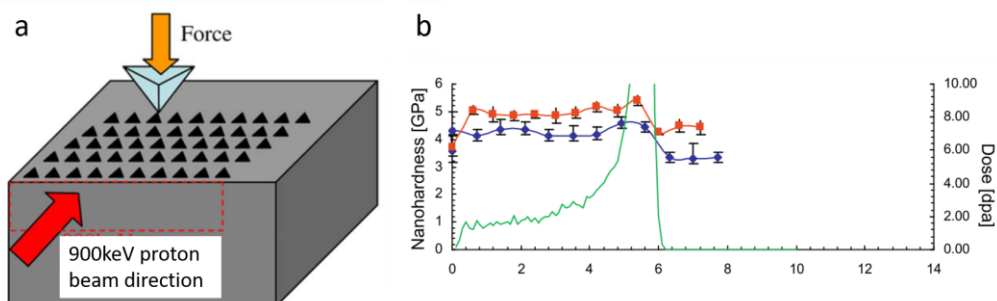 a
Force
900keV proton
beam direction
b
Nanohardness [GPa]
6
5
4
3
2
1
0
10.00
8.00
6.00
4.00
2.00
0.00
Dose [dpa]
0 2 4 6 8 10 12 14